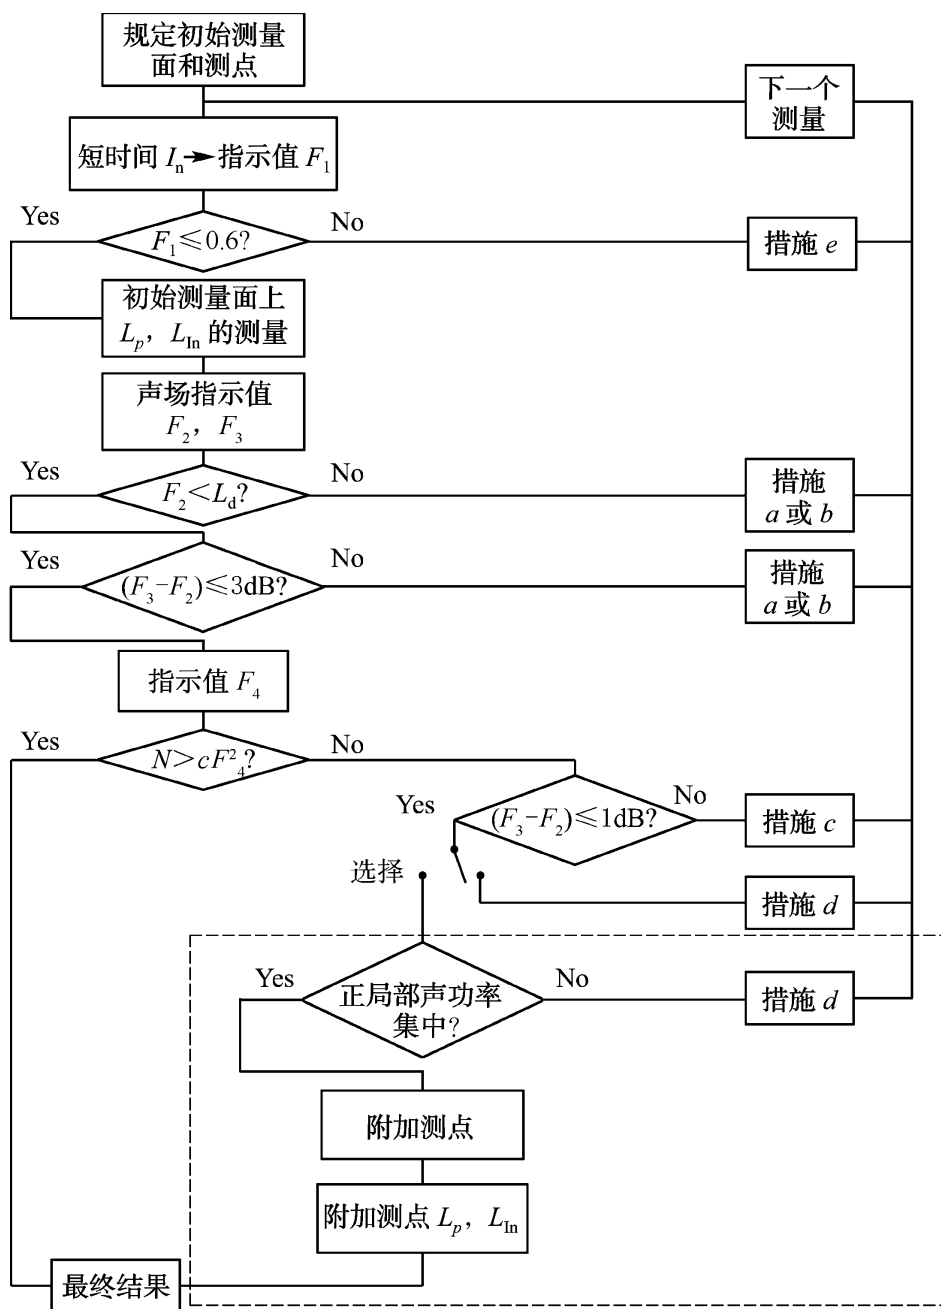 规定初始测量
面和测点
下一个
测量
短时间 Iₙ→指示值 F₁
Yes
No
F₁≤0.6?
措施 e
初始测量面上
Lₚ，L_In 的测量
声场指示值
F₂，F₃
Yes
No
F₂<L_d?
措施
a 或 b
Yes
No
(F₃−F₂)≤3dB?
措施
a 或 b
指示值 F₄
Yes
No
N>cF₄²?
Yes
No
(F₃−F₂)≤1dB?
措施 c
选择
措施 d
Yes
No
正局部声功率
集中?
措施 d
附加测点
附加测点 Lₚ，L_In
最终结果